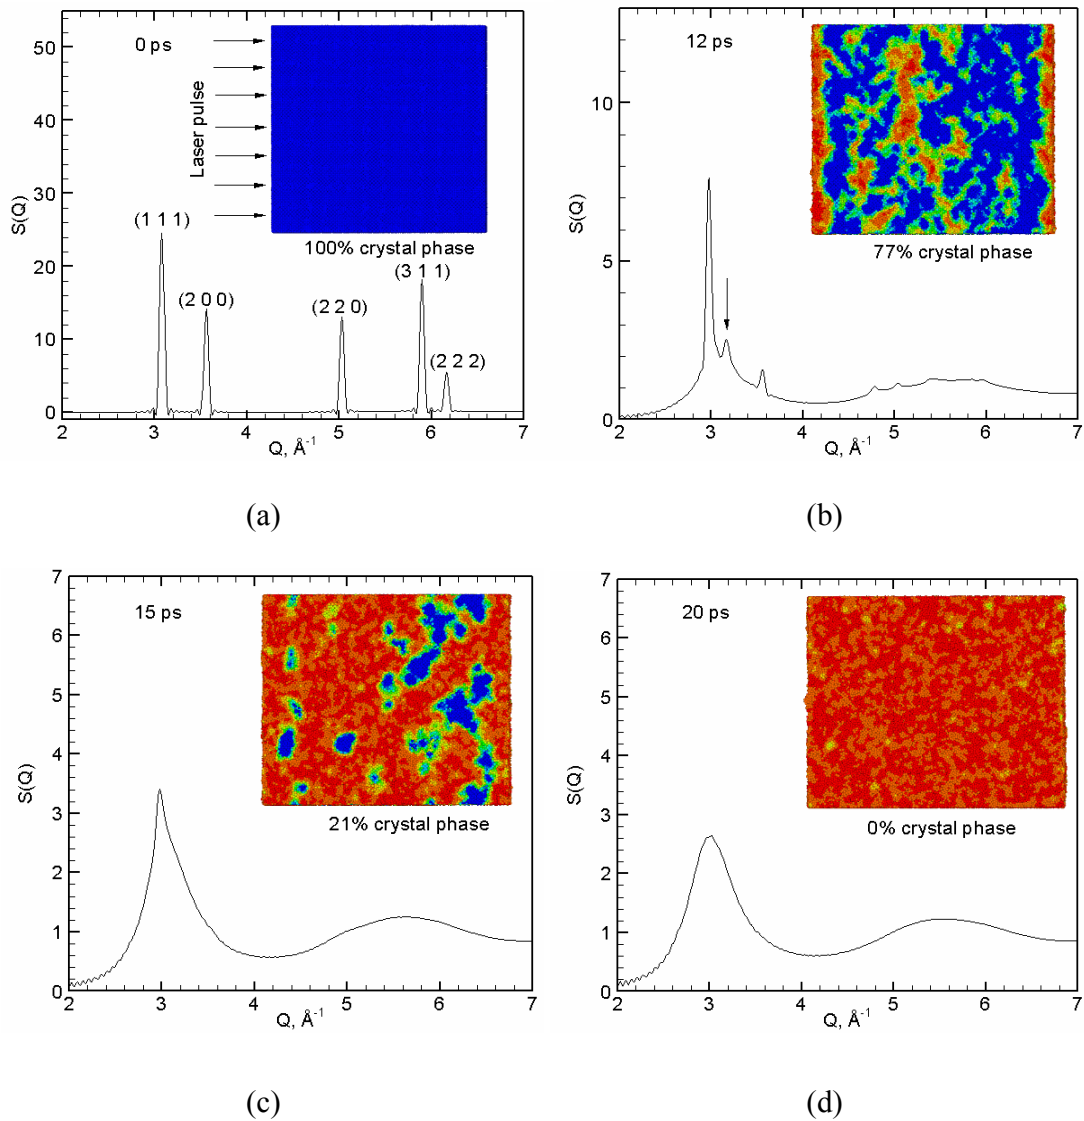 0 ps
Laser pulse
100% crystal phase
(1 1 1)
(2 0 0)
(2 2 0)
(3 1 1)
(2 2 2)
S(Q)
50
40
30
20
10
0
2 3 4 5 6 7
Q, Å⁻¹
(a)
12 ps
77% crystal phase
S(Q)
10
5
0
2 3 4 5 6 7
Q, Å⁻¹
(b)
15 ps
21% crystal phase
S(Q)
7
6
5
4
3
2
1
0
2 3 4 5 6 7
Q, Å⁻¹
(c)
20 ps
0% crystal phase
S(Q)
7
6
5
4
3
2
1
0
2 3 4 5 6 7
Q, Å⁻¹
(d)